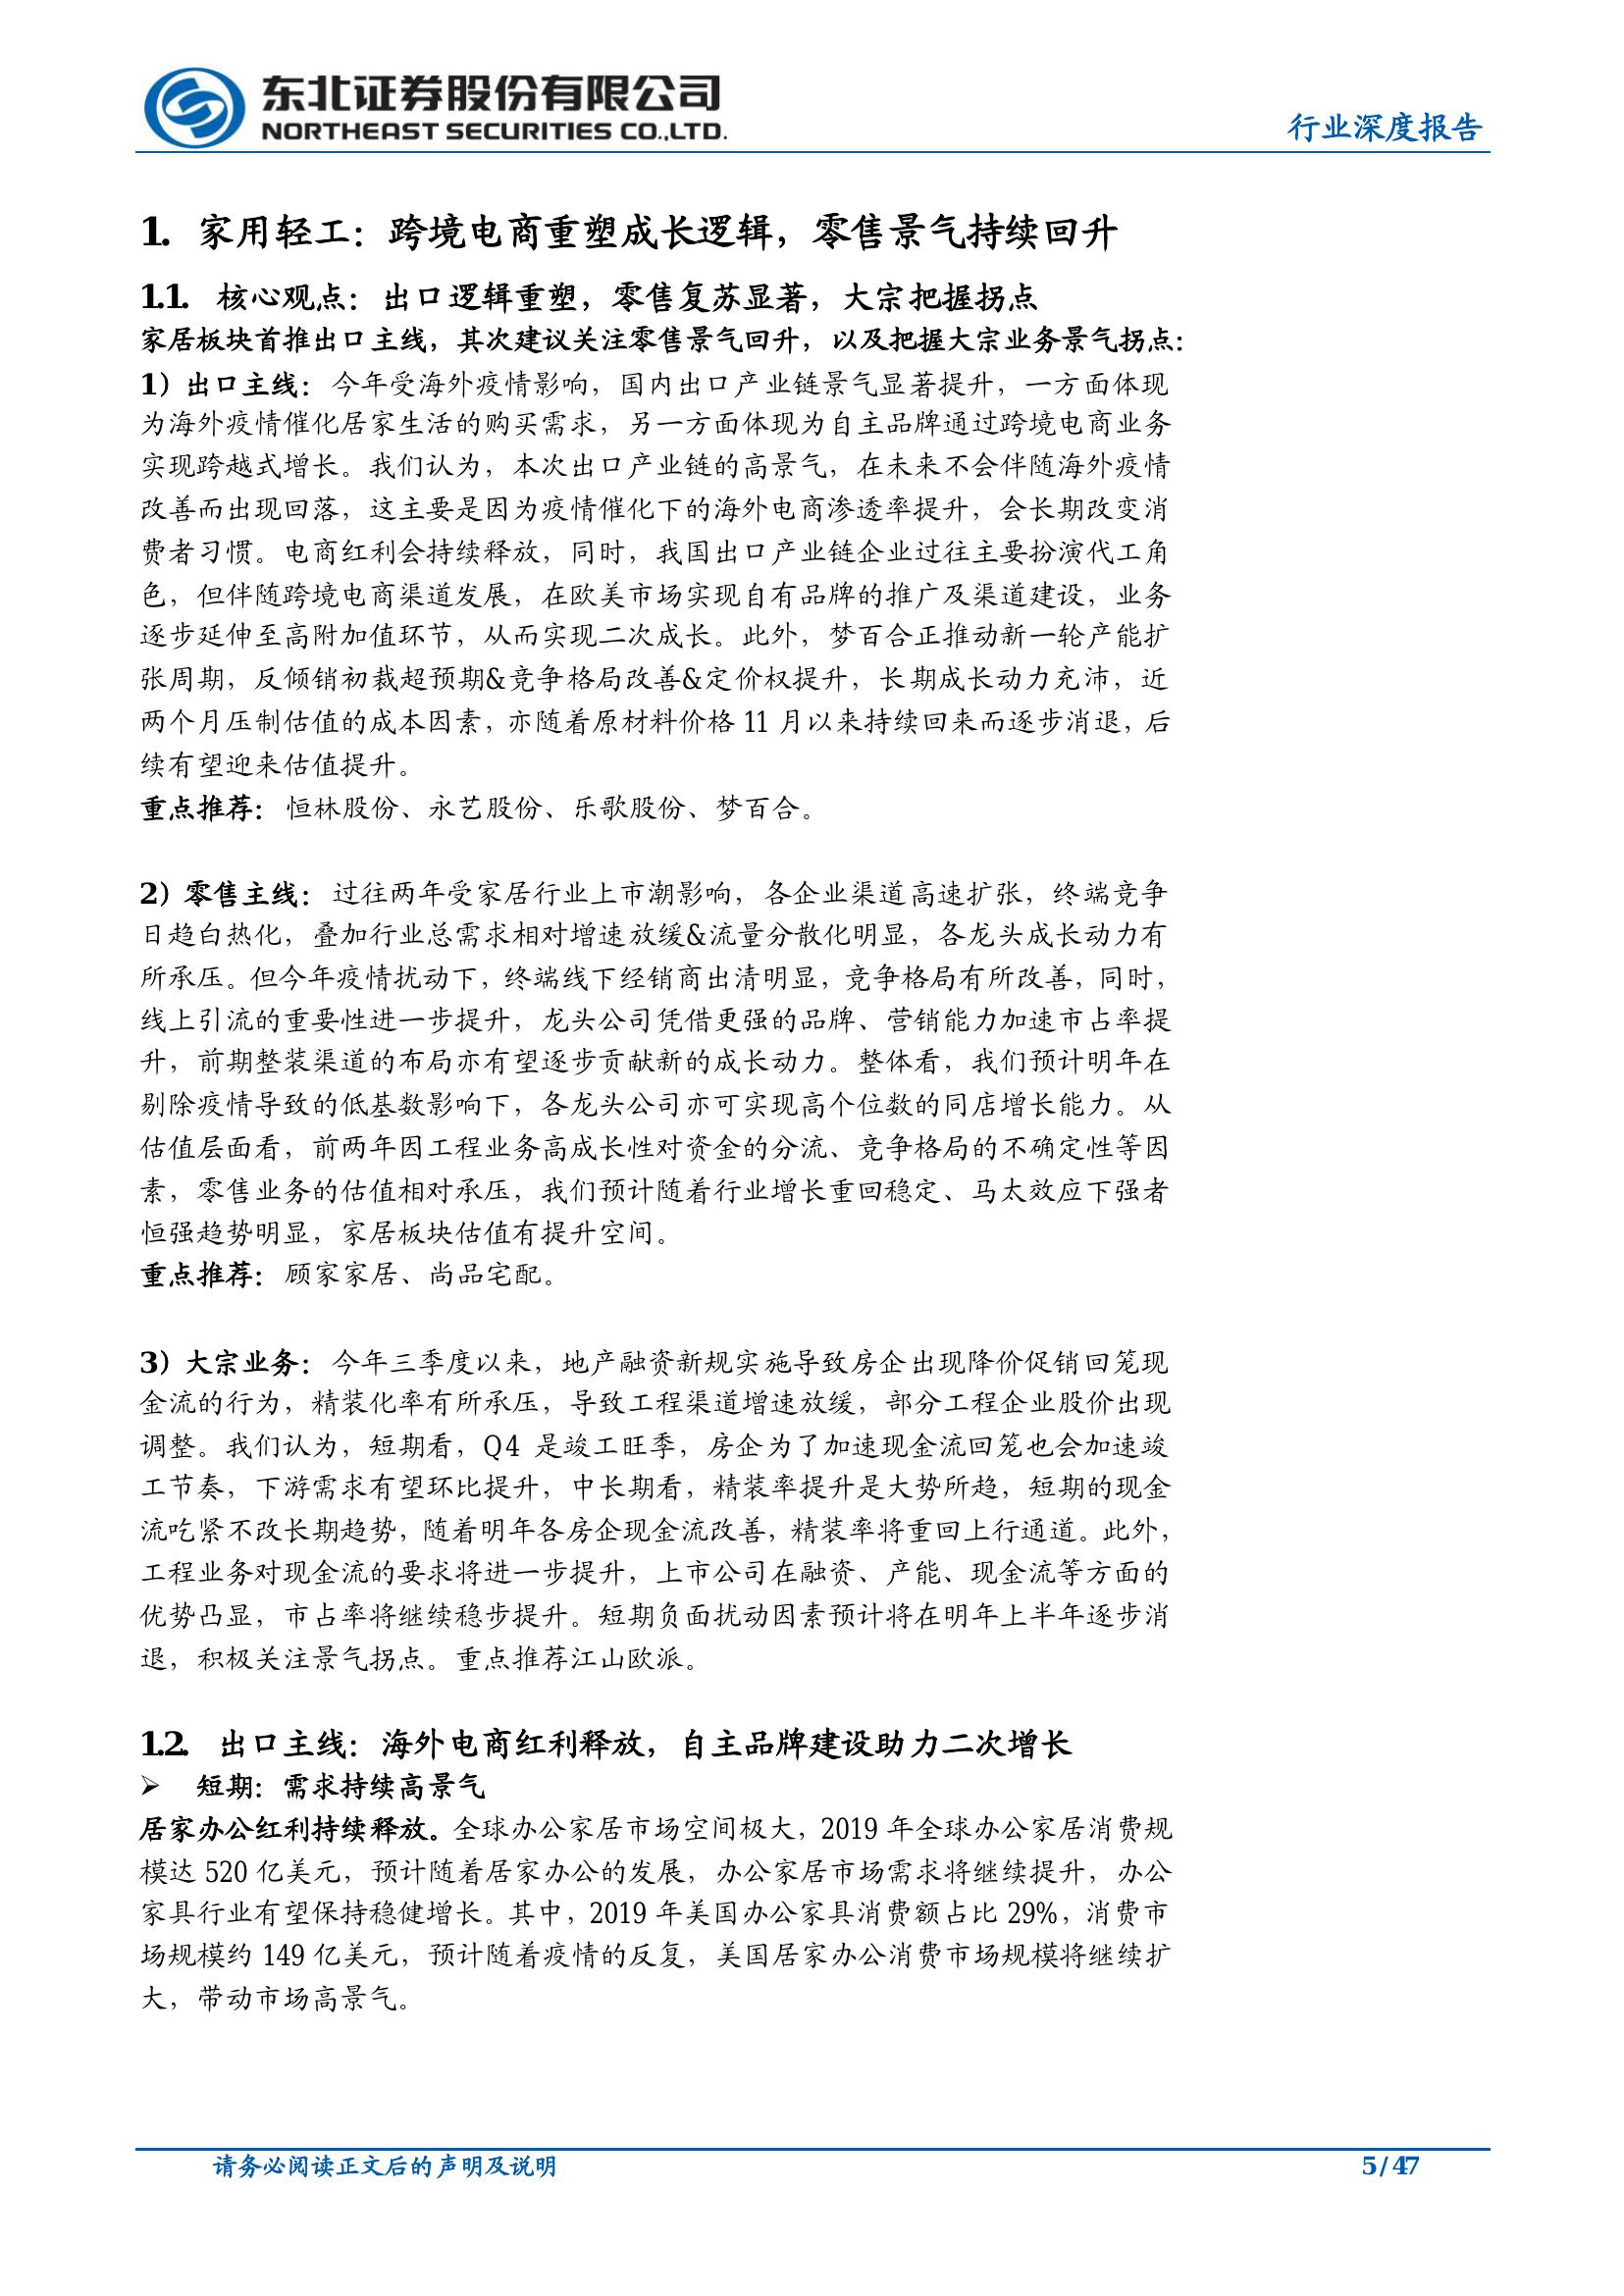 东北证券股份有限公司
NORTHEAST SECURITIES CO.,LTD.
行业深度报告
1. 家用轻工：跨境电商重塑成长逻辑，零售景气持续回升
1.1. 核心观点：出口逻辑重塑，零售复苏显著，大宗把握拐点
家居板块首推出口主线，其次建议关注零售景气回升，以及把握大宗业务景气拐点：
1）出口主线：今年受海外疫情影响，国内出口产业链景气显著提升，一方面体现
为海外疫情催化居家生活的购买需求，另一方面体现为自主品牌通过跨境电商业务
实现跨越式增长。我们认为，本次出口产业链的高景气，在未来不会伴随海外疫情
改善而出现回落，这主要是因为疫情催化下的海外电商渗透率提升，会长期改变消
费者习惯。电商红利会持续释放，同时，我国出口产业链企业过往主要扮演代工角
色，但伴随跨境电商渠道发展，在欧美市场实现自有品牌的推广及渠道建设，业务
逐步延伸至高附加值环节，从而实现二次成长。此外，梦百合正推动新一轮产能扩
张周期，反倾销初裁超预期&竞争格局改善&定价权提升，长期成长动力充沛，近
两个月压制估值的成本因素，亦随着原材料价格 11 月以来持续回来而逐步消退，后
续有望迎来估值提升。
重点推荐：恒林股份、永艺股份、乐歌股份、梦百合。
2）零售主线：过往两年受家居行业上市潮影响，各企业渠道高速扩张，终端竞争
日趋白热化，叠加行业总需求相对增速放缓&流量分散化明显，各龙头成长动力有
所承压。但今年疫情扰动下，终端线下经销商出清明显，竞争格局有所改善，同时，
线上引流的重要性进一步提升，龙头公司凭借更强的品牌、营销能力加速市占率提
升，前期整装渠道的布局亦有望逐步贡献新的成长动力。整体看，我们预计明年在
剔除疫情导致的低基数影响下，各龙头公司亦可实现高个位数的同店增长能力。从
估值层面看，前两年因工程业务高成长性对资金的分流、竞争格局的不确定性等因
素，零售业务的估值相对承压，我们预计随着行业增长重回稳定、马太效应下强者
恒强趋势明显，家居板块估值有提升空间。
重点推荐：顾家家居、尚品宅配。
3）大宗业务：今年三季度以来，地产融资新规实施导致房企出现降价促销回笼现
金流的行为，精装化率有所承压，导致工程渠道增速放缓，部分工程企业股价出现
调整。我们认为，短期看，Q4 是竣工旺季，房企为了加速现金流回笼也会加速竣
工节奏，下游需求有望环比提升，中长期看，精装率提升是大势所趋，短期的现金
流吃紧不改长期趋势，随着明年各房企现金流改善，精装率将重回上行通道。此外，
工程业务对现金流的要求将进一步提升，上市公司在融资、产能、现金流等方面的
优势凸显，市占率将继续稳步提升。短期负面扰动因素预计将在明年上半年逐步消
退，积极关注景气拐点。重点推荐江山欧派。
1.2. 出口主线：海外电商红利释放，自主品牌建设助力二次增长
➢ 短期：需求持续高景气
居家办公红利持续释放。全球办公家居市场空间极大，2019 年全球办公家居消费规
模达 520 亿美元，预计随着居家办公的发展，办公家居市场需求将继续提升，办公
家具行业有望保持稳健增长。其中，2019 年美国办公家具消费额占比 29%，消费市
场规模约 149 亿美元，预计随着疫情的反复，美国居家办公消费市场规模将继续扩
大，带动市场高景气。
请务必阅读正文后的声明及说明
5 / 47